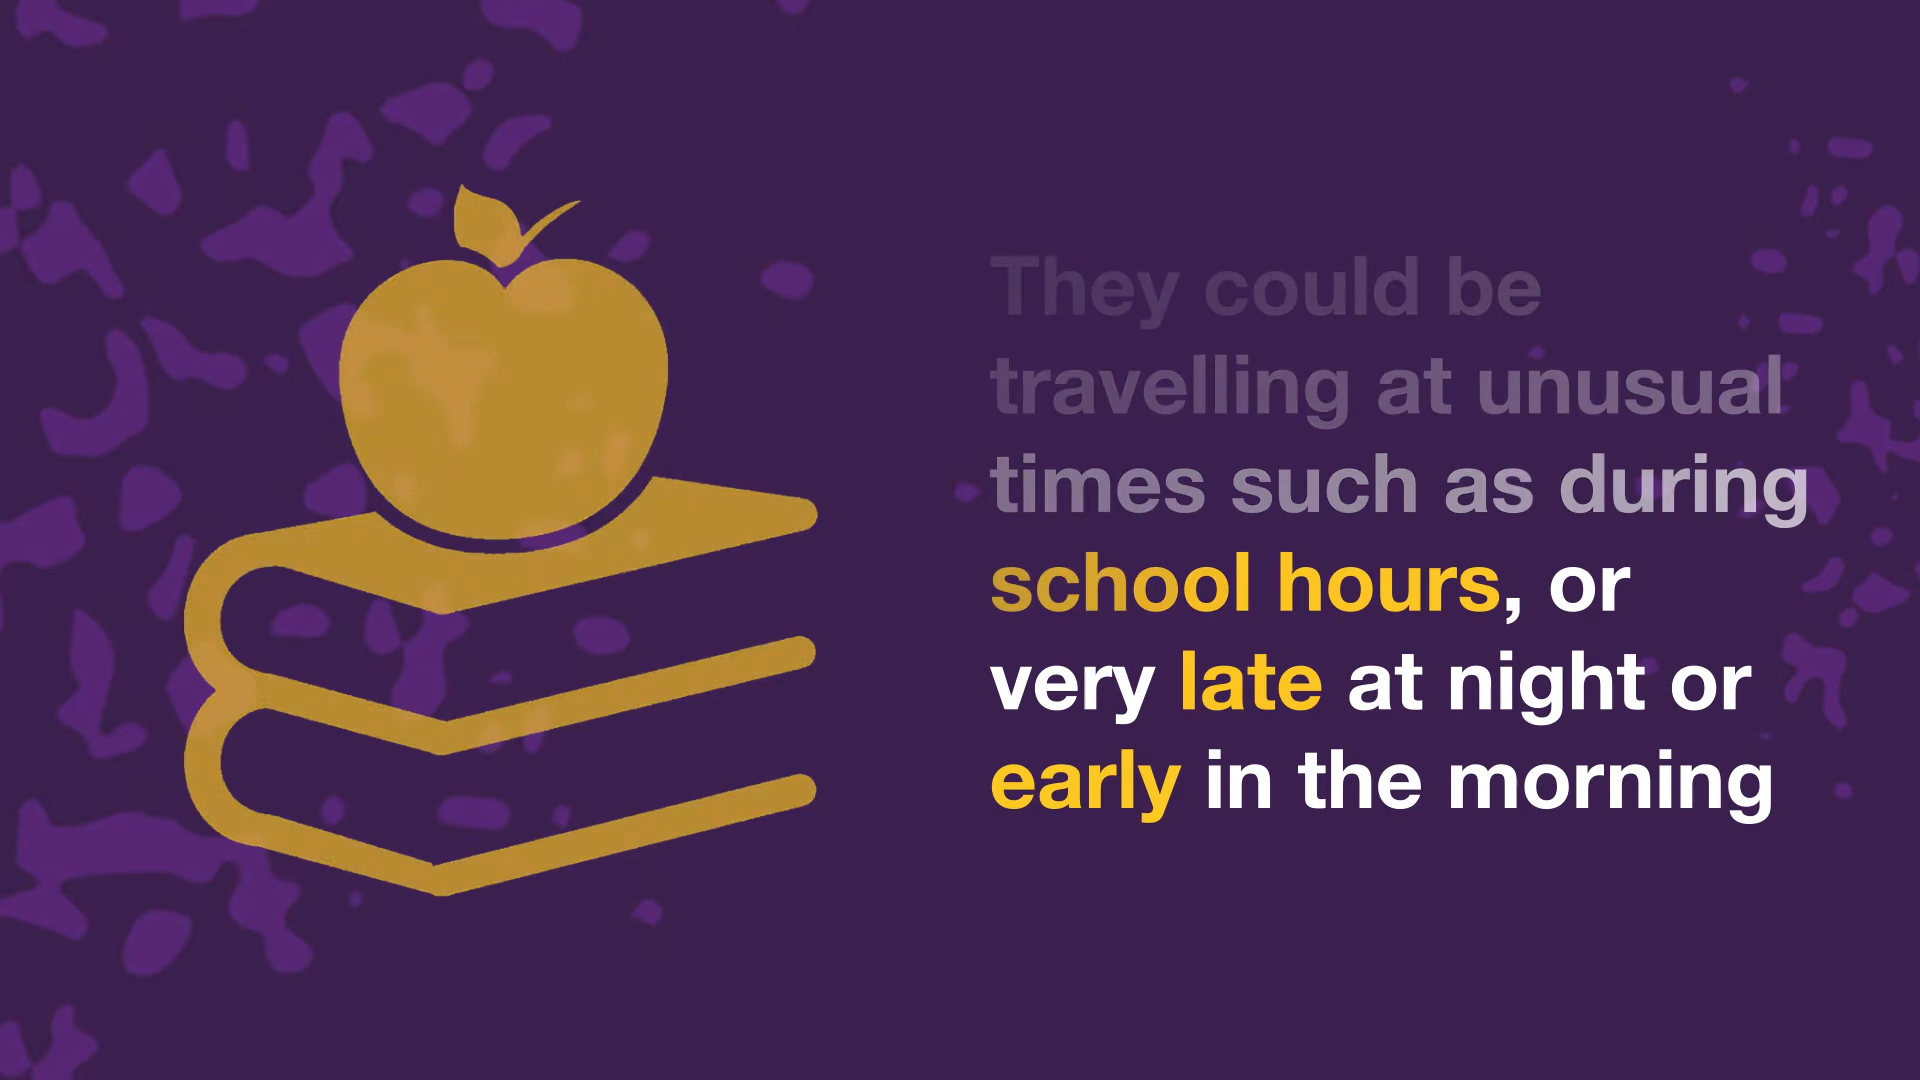 They could be
travelling at unusual
times such as during
school hours, or
very late at night or
early in the morning